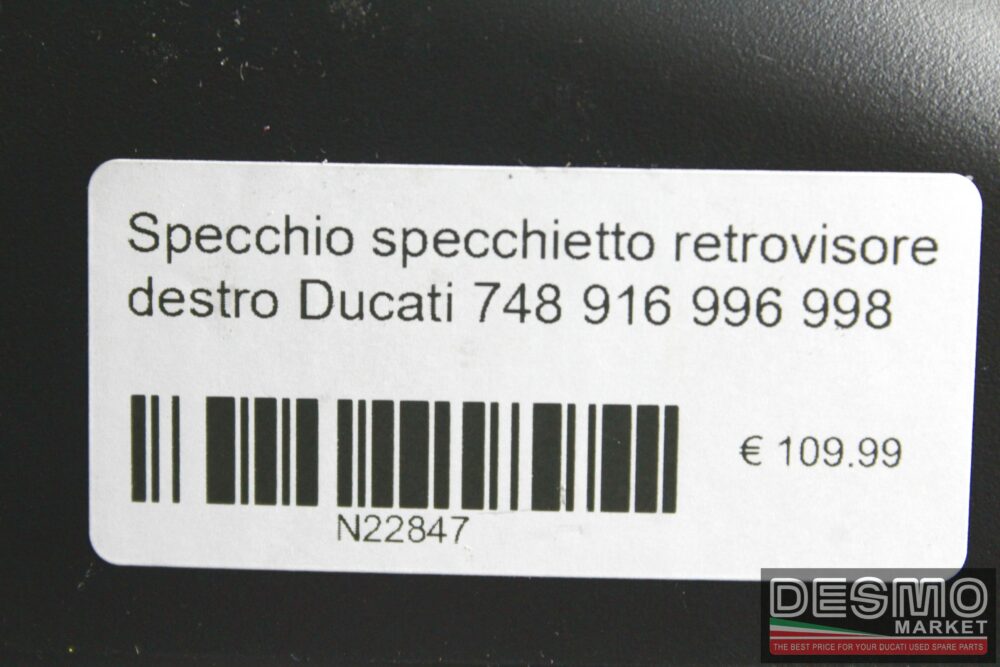 Specchio specchietto retrovisore
destro Ducati 748 916 996 998
€ 109.99
N22847
DESMO
MARKET
THE BEST PRICE FOR YOUR DUCATI USED SPARE PARTS